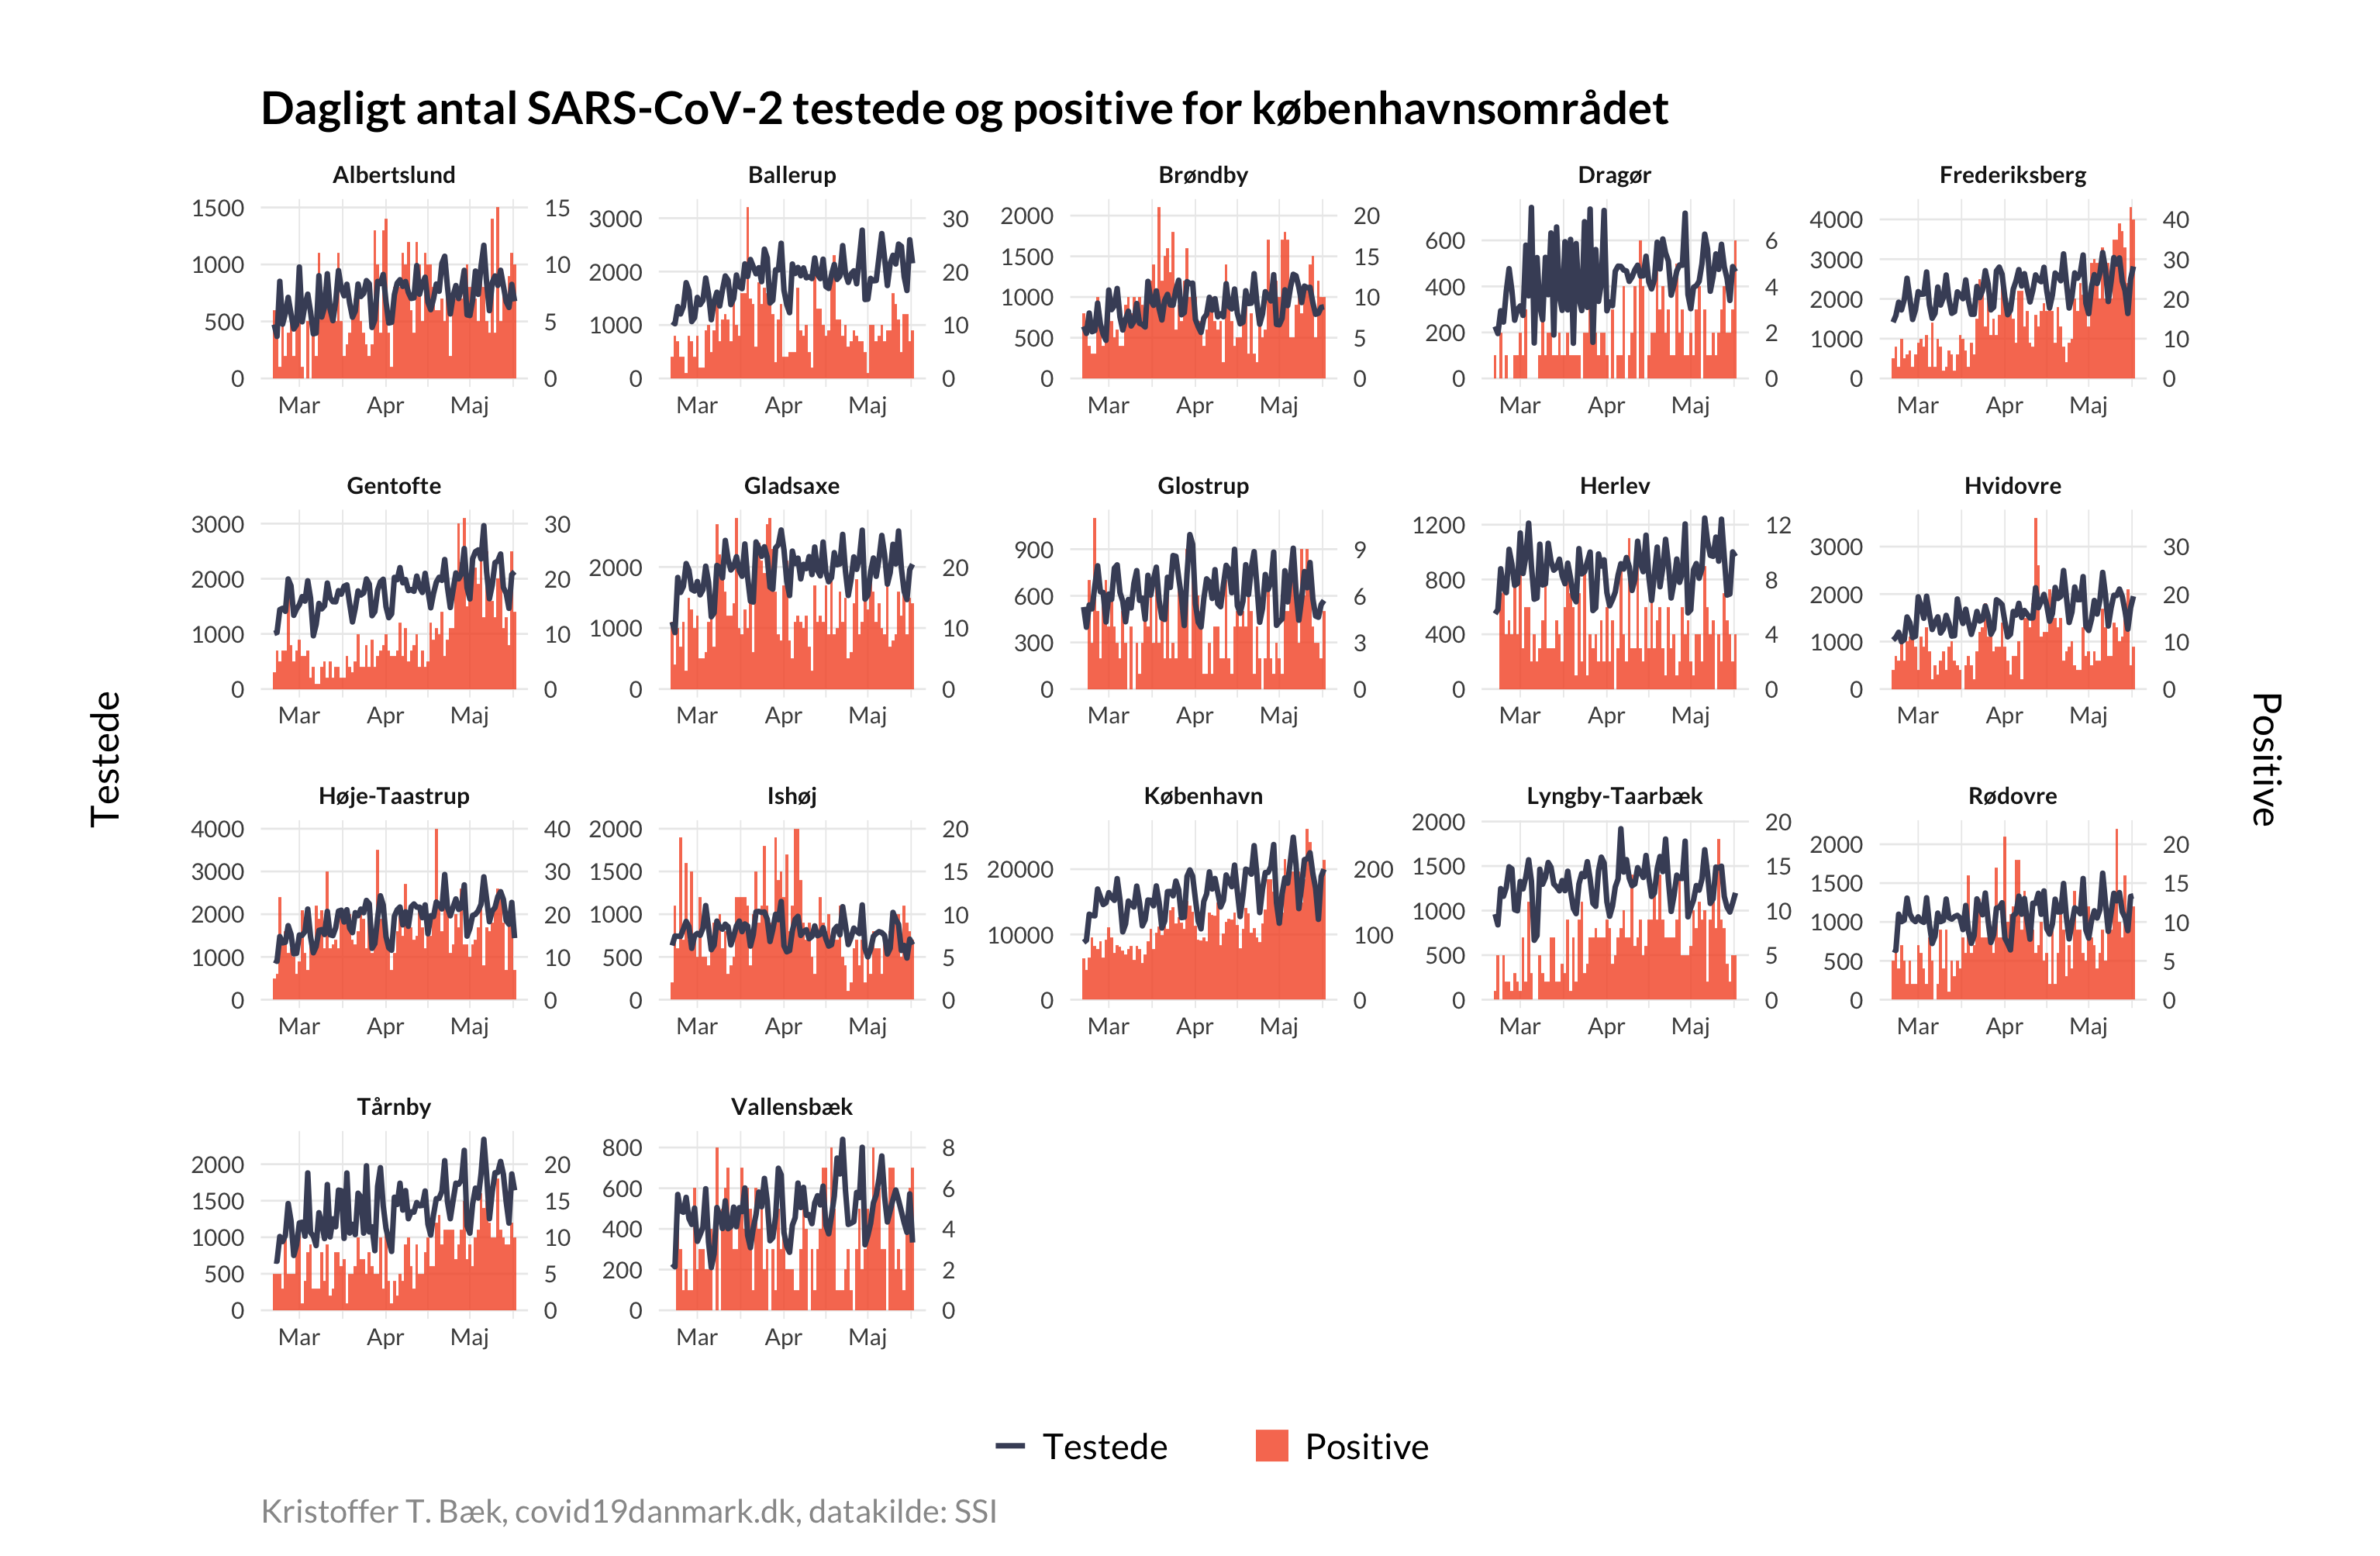 Dagligt antal SARS-CoV-2 testede og positive for københavnsområdet
Albertslund Ballerup Brøndby Dragør Frederiksberg
1500 15 3000 30 2000 20 600 6 4000 40
1000 10 2000 20 1500 15 400 4 3000 30
500 5 1000 10 1000 10 200 2 2000 20
0 0 0 0 500 5 0 0 1000 10
0 0 0 0
Mar Apr Maj Mar Apr Maj Mar Apr Maj Mar Apr Maj Mar Apr Maj
Gentofte Gladsaxe Glostrup Herlev Hvidovre
3000 30 2000 20 900 9 1200 12 3000 30
2000 20 1000 10 600 6 800 8 2000 20
1000 10 0 0 300 3 400 4 1000 10
0 0 0 0 0 0 0 0
Mar Apr Maj Mar Apr Maj Mar Apr Maj Mar Apr Maj Mar Apr Maj
Testede
Positive
Høje-Taastrup Ishøj København Lyngby-Taarbæk Rødovre
4000 40 2000 20 20000 200 2000 20 2000 20
3000 30 1500 15 10000 100 1500 15 1500 15
2000 20 1000 10 0 0 1000 10 1000 10
1000 10 500 5 500 5 500 5
0 0 0 0 0 0 0 0
Mar Apr Maj Mar Apr Maj Mar Apr Maj Mar Apr Maj Mar Apr Maj
Tårnby Vallensbæk
2000 20 800 8
1500 15 600 6
1000 10 400 4
500 5 200 2
0 0 0 0
Mar Apr Maj Mar Apr Maj
Testede Positive
Kristoffer T. Bæk, covid19danmark.dk, datakilde: SSI